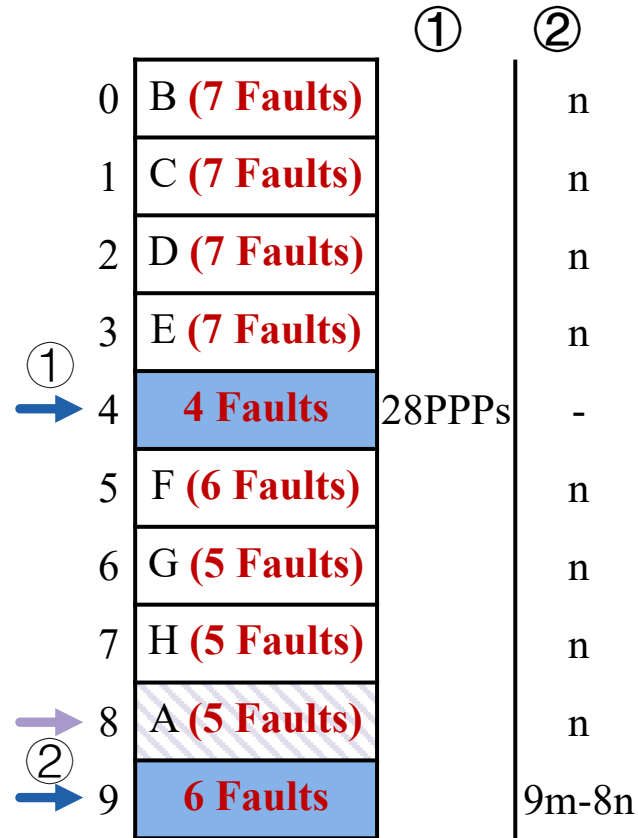 ① ②
0 B (7 Faults) n
1 C (7 Faults) n
2 D (7 Faults) n
3 E (7 Faults) n
①
4 4 Faults 28PPPs -
5 F (6 Faults) n
6 G (5 Faults) n
7 H (5 Faults) n
8 A (5 Faults) n
②
9 6 Faults 9m-8n